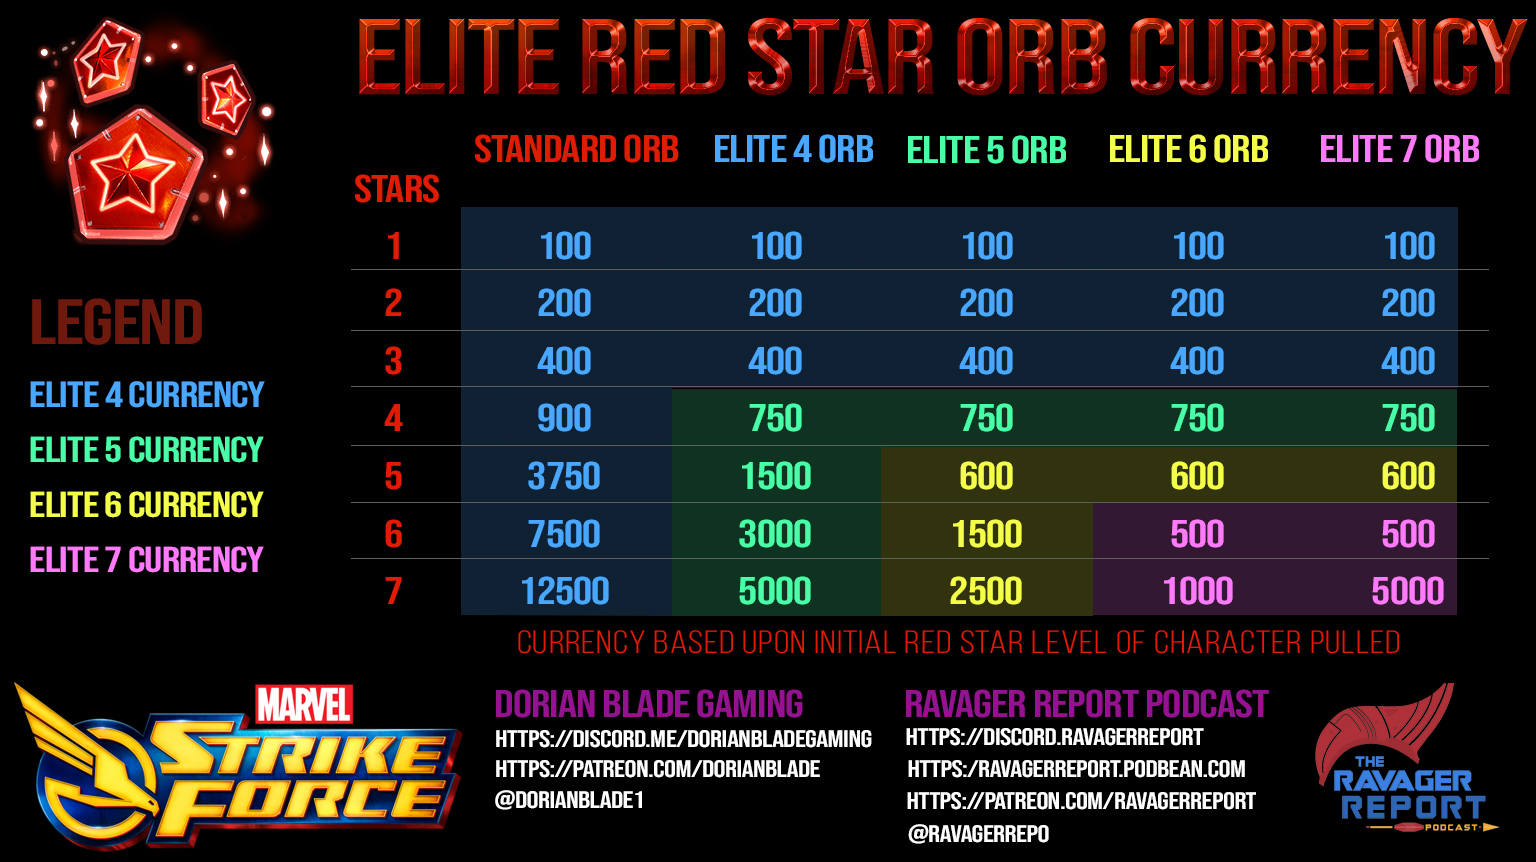 ELITE RED STAR ORB CURRENCY
STANDARD ORB ELITE 4 ORB ELITE 5 ORB ELITE 6 ORB ELITE 7 ORB
STARS
1 100 100 100 100 100
2 200 200 200 200 200
3 400 400 400 400 400
4 900 750 750 750 750
5 3750 1500 600 600 600
6 7500 3000 1500 500 500
7 12500 5000 2500 1000 5000
CURRENCY BASED UPON INITIAL RED STAR LEVEL OF CHARACTER PULLED
LEGEND
ELITE 4 CURRENCY
ELITE 5 CURRENCY
ELITE 6 CURRENCY
ELITE 7 CURRENCY
MARVEL
STRIKE
FORCE
DORIAN BLADE GAMING
HTTPS://DISCORD.ME/DORIANBLADEGAMING
HTTPS://PATREON.COM/DORIANBLADE
@DORIANBLADE1
RAVAGER REPORT PODCAST
HTTPS://DISCORD.RAVAGERREPORT
HTTPS:/RAVAGERREPORT.PODBEAN.COM
HTTPS://PATREON.COM/RAVAGERREPORT
@RAVAGERREPO
THE
RAVAGER
REPORT
PODCAST